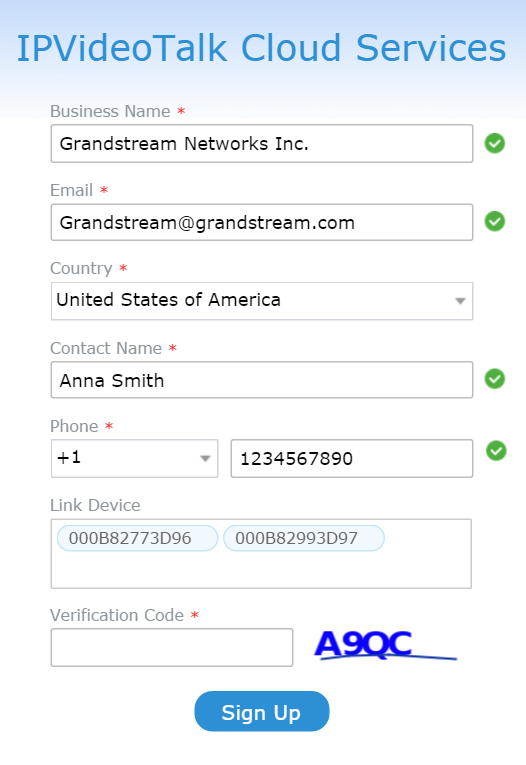 IPVideoTalk Cloud Services
Business Name *
Grandstream Networks Inc.
Email *
Grandstream@grandstream.com
Country *
United States of America
Contact Name *
Anna Smith
Phone *
+1 1234567890
Link Device
000B82773D96 000B82993D97
Verification Code *
A9QC
Sign Up